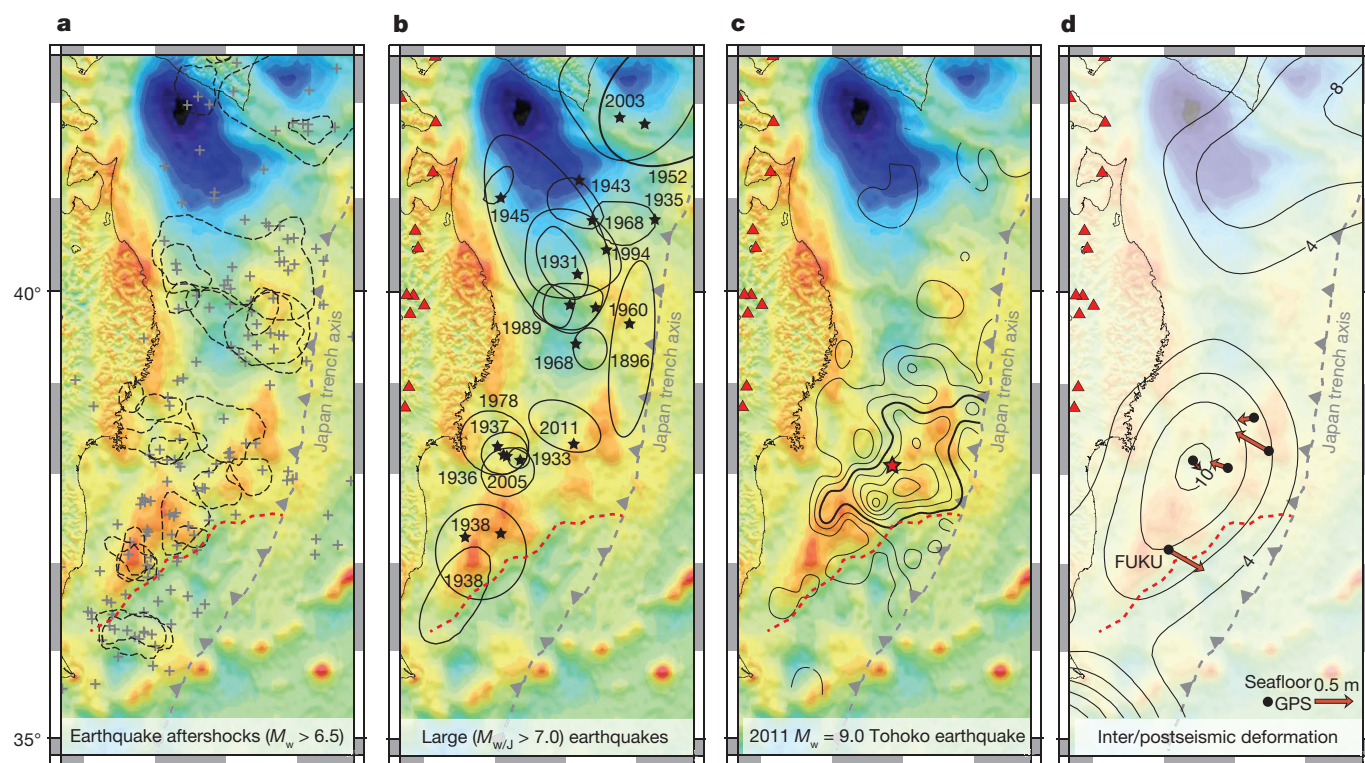 a
b
c
d
40°
35°
Japan trench axis
Earthquake aftershocks (Mw > 6.5)
2003
1952
1943
1945
1935
1968
1994
1931
1960
1989
1968
1896
1978
1937
2011
1933
1936
2005
1938
1938
Japan trench axis
Large (Mw/J > 7.0) earthquakes
Japan trench axis
2011 Mw = 9.0 Tohoko earthquake
8
4
10
FUKU
4
Japan trench axis
Seafloor 0.5 m
GPS
Inter/postseismic deformation